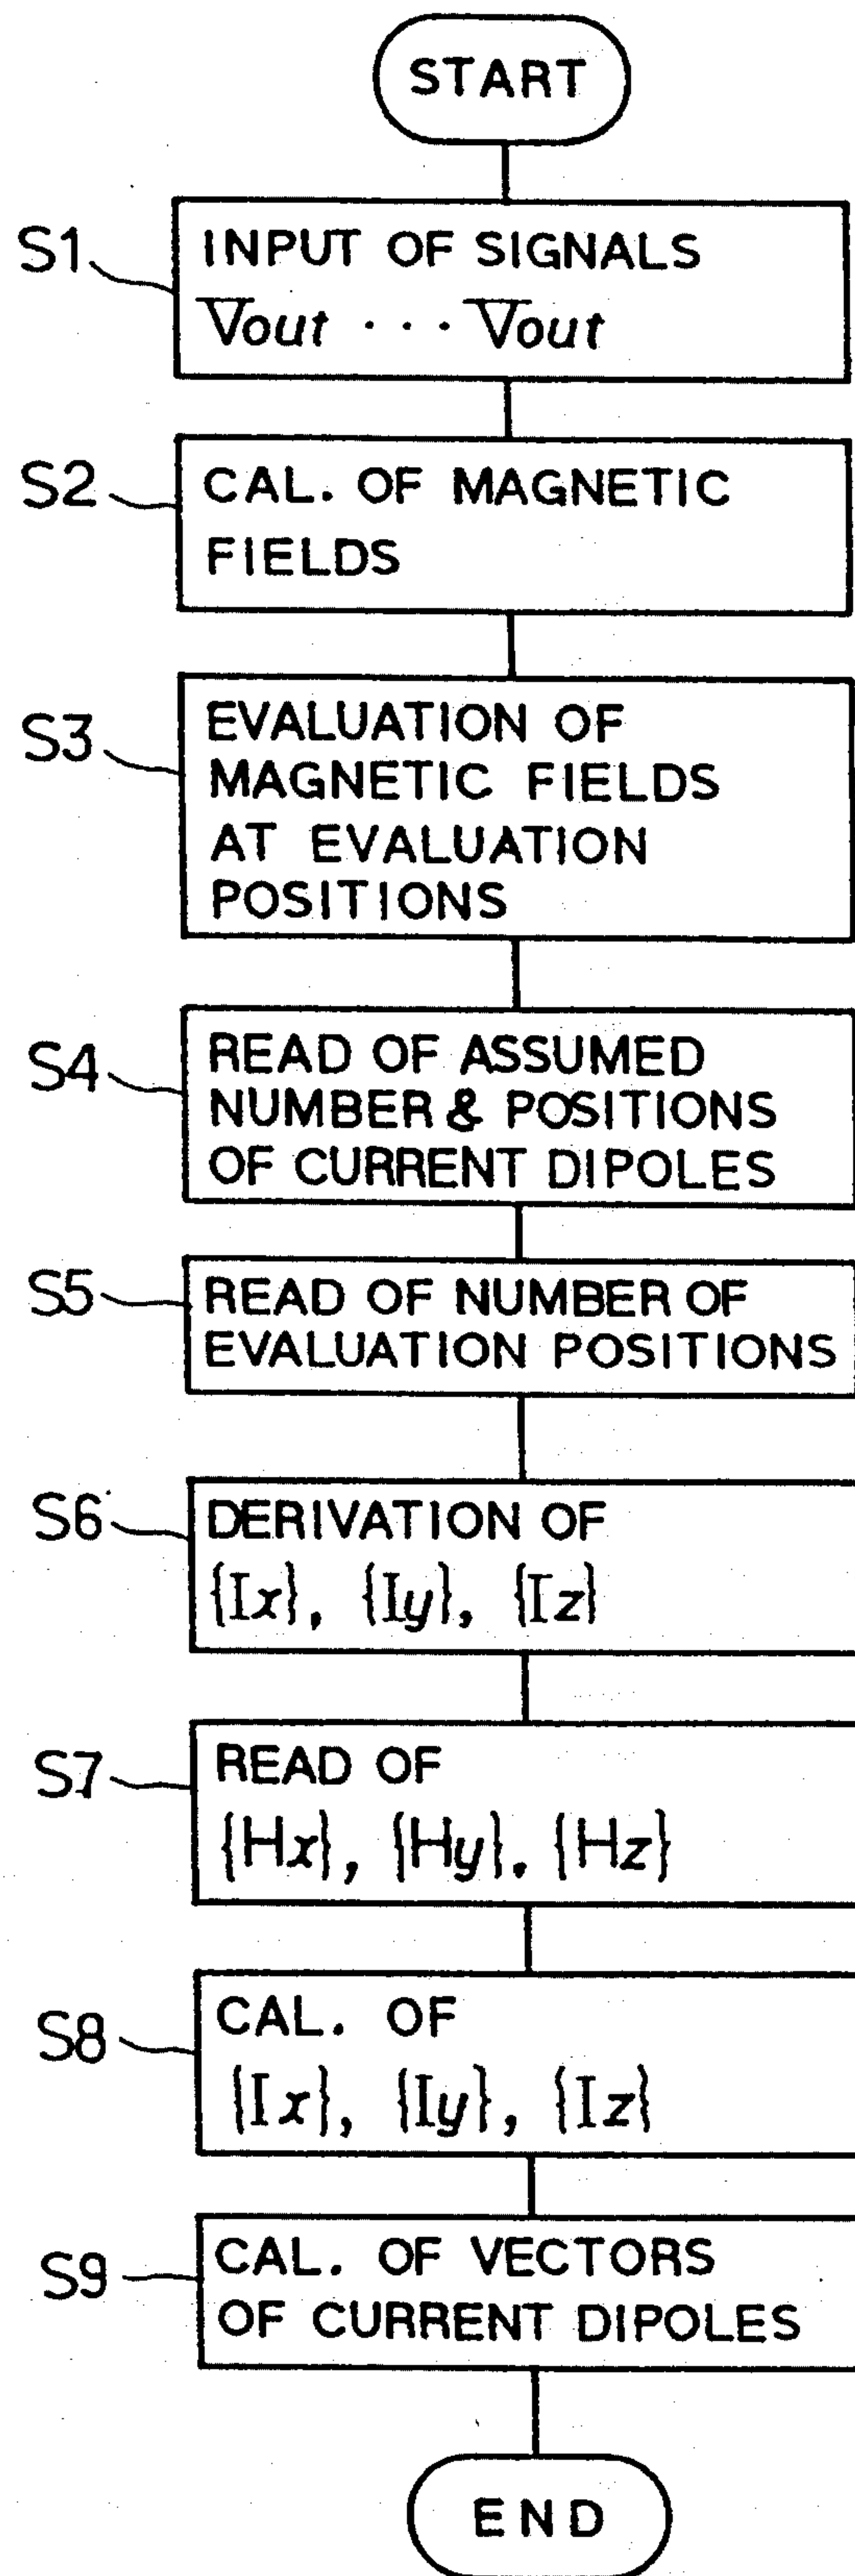 START
S1
INPUT OF SIGNALS
Vout ··· Vout
S2
CAL. OF MAGNETIC
FIELDS
S3
EVALUATION OF
MAGNETIC FIELDS
AT EVALUATION
POSITIONS
S4
READ OF ASSUMED
NUMBER & POSITIONS
OF CURRENT DIPOLES
S5
READ OF NUMBER OF
EVALUATION POSITIONS
S6
DERIVATION OF
{Ix}, {Iy}, {Iz}
S7
READ OF
{Hx}, {Hy}. {Hz}
S8
CAL. OF
{Ix}, {Iy}, {Iz}
S9
CAL. OF VECTORS
OF CURRENT DIPOLES
END